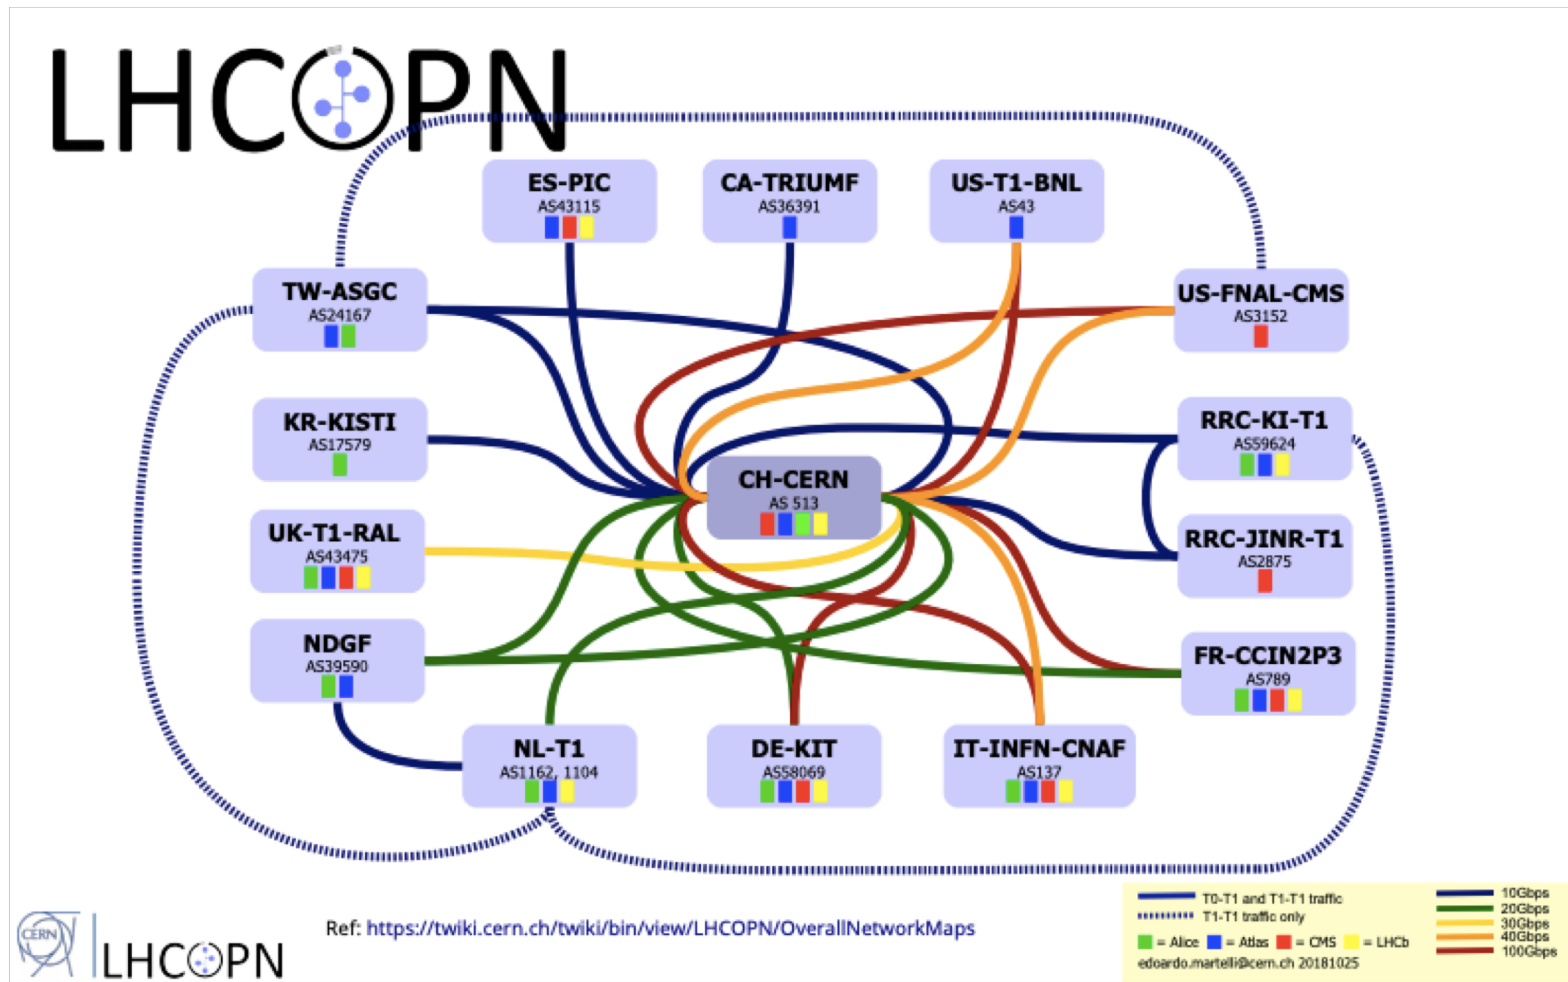 LHCOPN
ES-PIC
AS43115
CA-TRIUMF
AS36391
US-T1-BNL
AS43
TW-ASGC
AS24167
US-FNAL-CMS
AS3152
KR-KISTI
AS17579
RRC-KI-T1
AS59624
CH-CERN
AS 513
UK-T1-RAL
AS43475
RRC-JINR-T1
AS2875
NDGF
AS39590
FR-CCIN2P3
AS789
NL-T1
AS1162, 1104
DE-KIT
AS58069
IT-INFN-CNAF
AS137
T0-T1 and T1-T1 traffic
T1-T1 traffic only
= Alice = Atlas = CMS = LHCb
edoardo.martelli@cern.ch 20181025
10Gbps
20Gbps
30Gbps
40Gbps
100Gbps
CERN
LHCOPN
Ref: https://twiki.cern.ch/twiki/bin/view/LHCOPN/OverallNetworkMaps